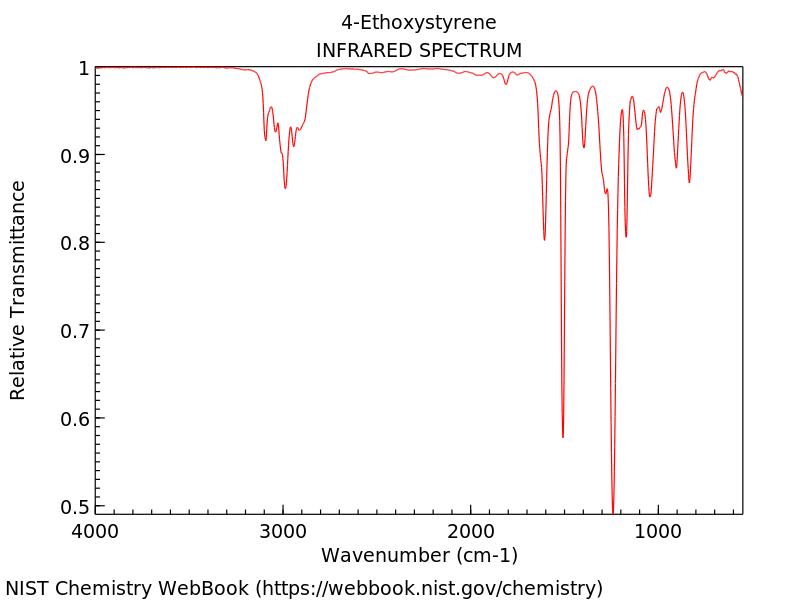 4-Ethoxystyrene
INFRARED SPECTRUM
1
0.9
0.8
0.7
0.6
0.5
Relative Transmittance
4000 3000 2000 1000
Wavenumber (cm-1)
NIST Chemistry WebBook (https://webbook.nist.gov/chemistry)